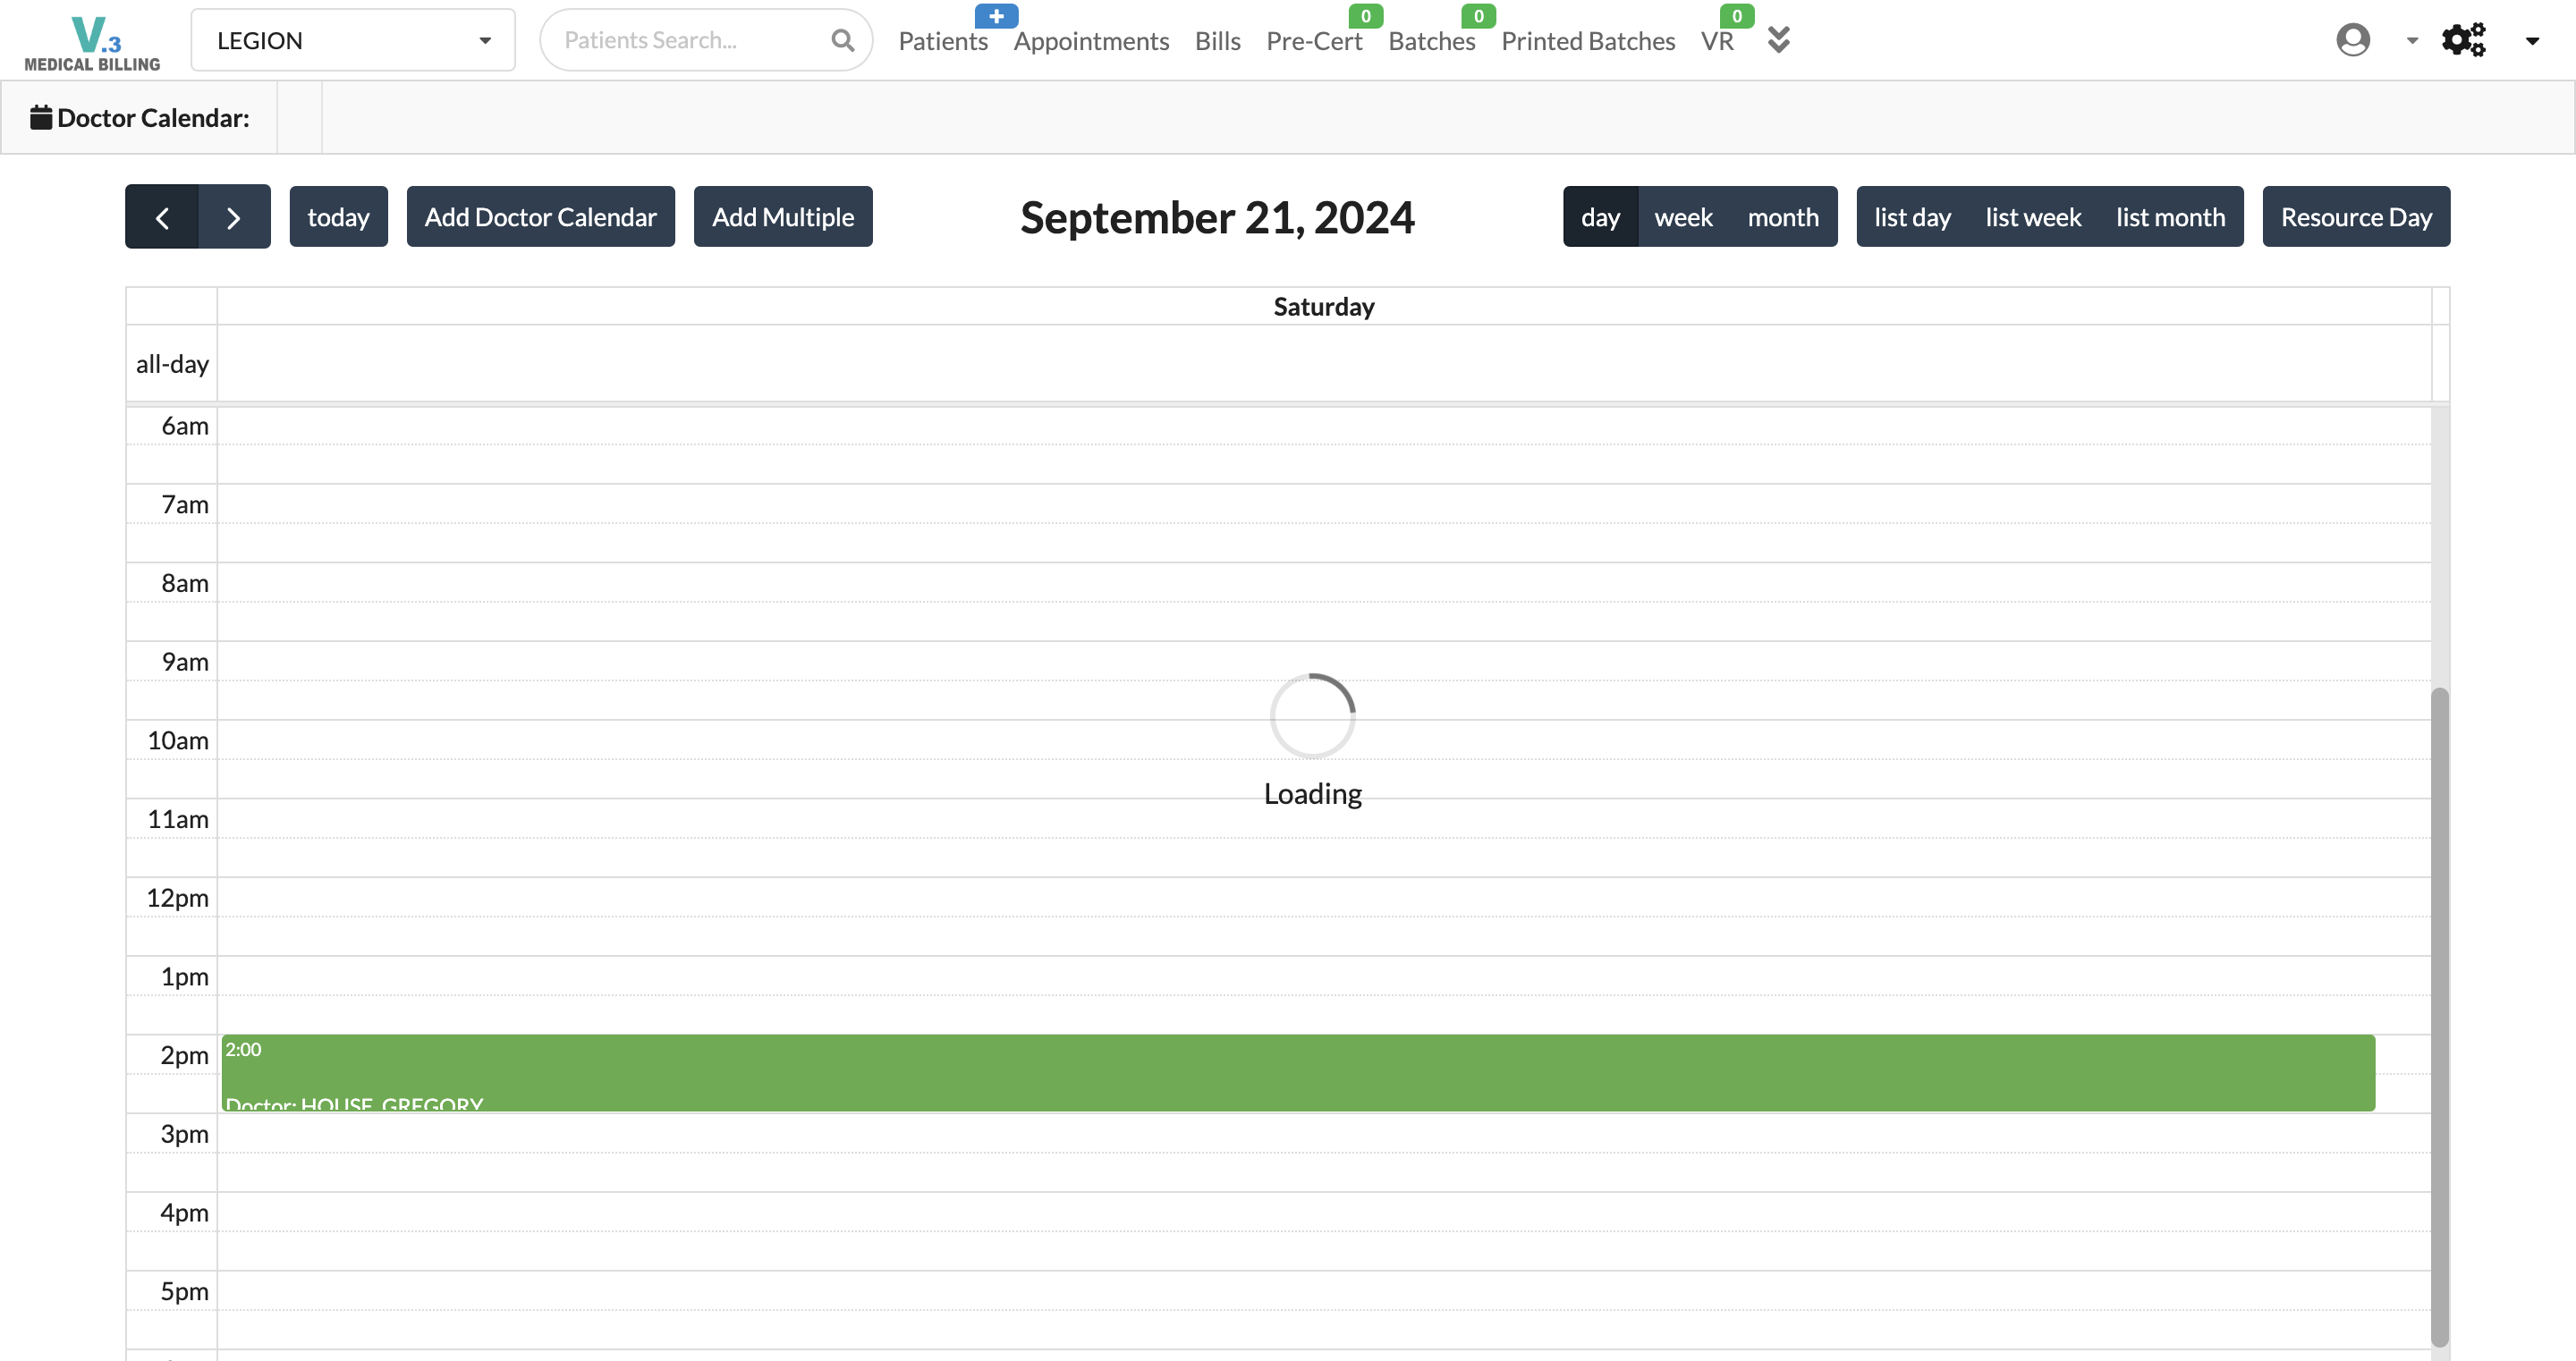 V.3
MEDICAL BILLING
LEGION
Patients Search...
Patients
Appointments
Bills
Pre-Cert
0
Batches
0
Printed Batches
VR
0
Doctor Calendar:
today
Add Doctor Calendar
Add Multiple
September 21, 2024
day
week
month
list day
list week
list month
Resource Day
Saturday
all-day
6am
7am
8am
9am
10am
Loading
11am
12pm
1pm
2pm
2:00
Doctor: HOUSE, GREGORY
3pm
4pm
5pm